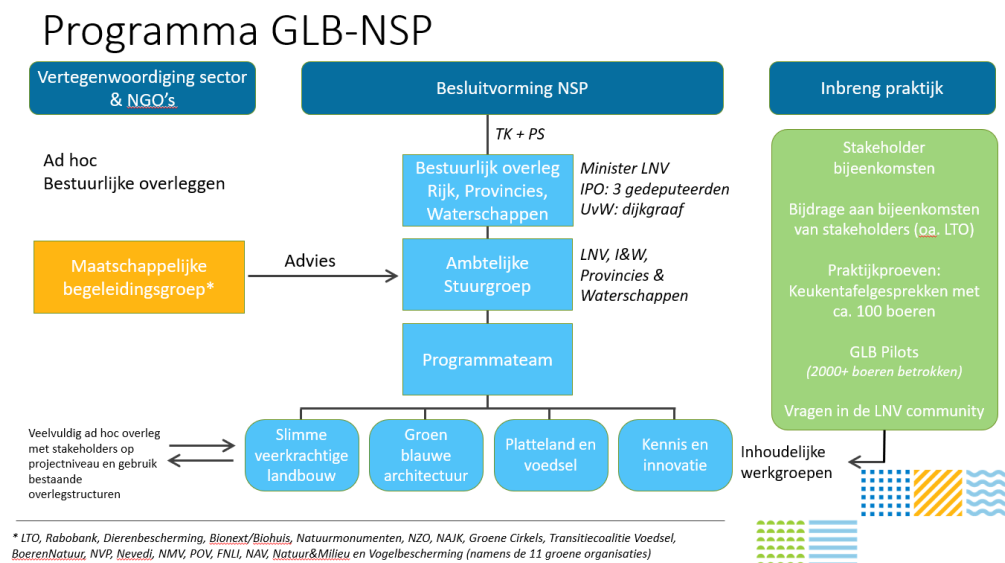 Programma GLB-NSP
Vertegenwoordiging sector
& NGO's
Besluitvorming NSP
Inbreng praktijk
TK + PS
Ad hoc
Bestuurlijke overleggen
Bestuurlijk overleg
Rijk, Provincies,
Waterschappen
Minister LNV
IPO: 3 gedeputeerden
UvW: dijkgraaf
Maatschappelijke
begeleidingsgroep*
Advies
Ambtelijke
Stuurgroep
LNV, I&W,
Provincies &
Waterschappen
Programmateam
Stakeholder
bijeenkomsten
Bijdrage aan bijeenkomsten
van stakeholders (oa. LTO)
Praktijkproeven:
Keukentafelgesprekken met
ca. 100 boeren
GLB Pilots
(2000+ boeren betrokken)
Vragen in de LNV community
Veelvuldig ad hoc overleg
met stakeholders op
projectniveau en gebruik
bestaande
overlegstructuren
Slimme
veerkrachtige
landbouw
Groen
blauwe
architectuur
Platteland en
voedsel
Kennis en
innovatie
Inhoudelijke
werkgroepen
* LTO, Rabobank, Dierenbescherming, Bionext/Biohuis, Natuurmonumenten, NZO, NAJK, Groene Cirkels, Transitiecoalitie Voedsel,
BoerenNatuur, NVP, Nevedi, NMV, POV, FNLI, NAV, Natuur&Milieu en Vogelbescherming (namens de 11 groene organisaties)